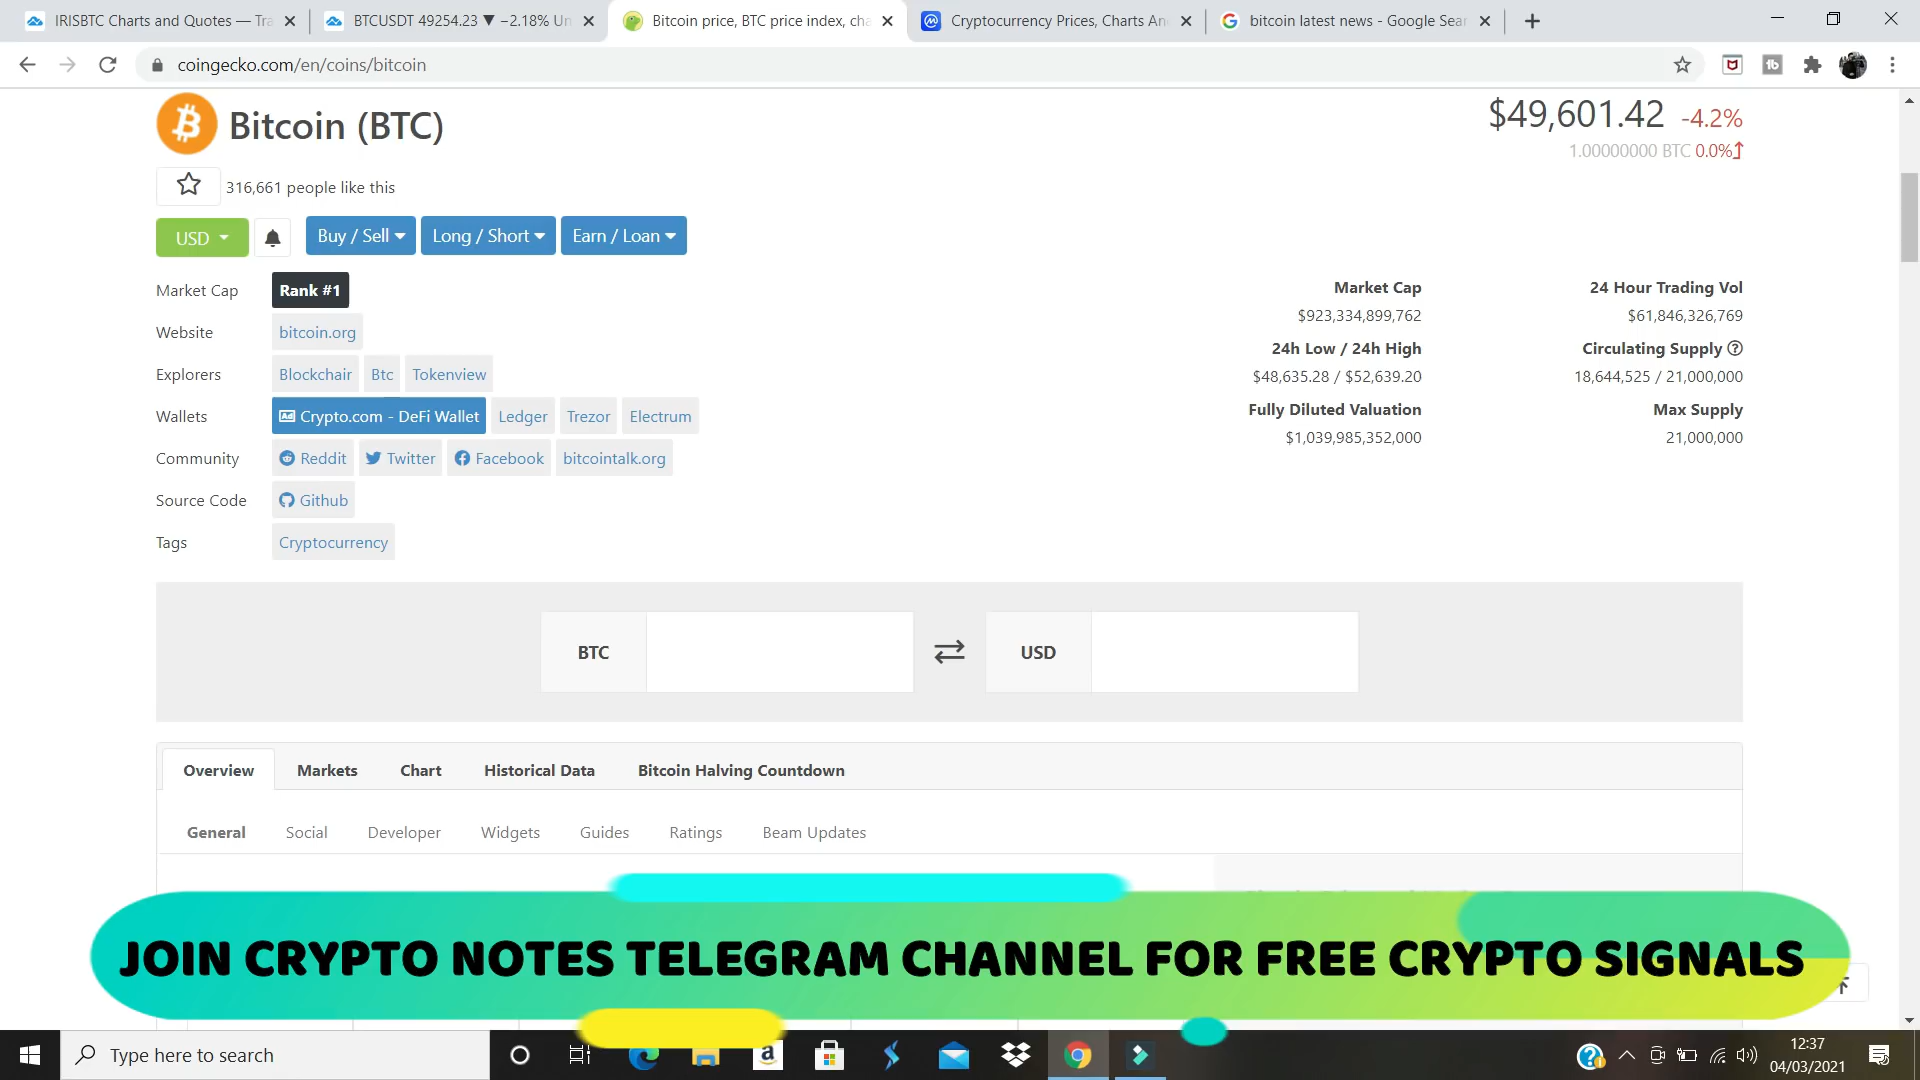 IRISBTC Charts and Quotes — Tra
BTCUSDT 49254.23 ▼ −2.18% Un
Bitcoin price, BTC price index, cha
Cryptocurrency Prices, Charts An
bitcoin latest news - Google Sear
coingecko.com/en/coins/bitcoin
Bitcoin (BTC)
$49,601.42 -4.2%
1.00000000 BTC 0.0%
316,661 people like this
USD
Buy / Sell
Long / Short
Earn / Loan
Market Cap Rank #1
Website bitcoin.org
Explorers Blockchair Btc Tokenview
Wallets Ad Crypto.com - DeFi Wallet Ledger Trezor Electrum
Community Reddit Twitter Facebook bitcointalk.org
Source Code Github
Tags Cryptocurrency
Market Cap 24 Hour Trading Vol
$923,334,899,762 $61,846,326,769
24h Low / 24h High Circulating Supply
$48,635.28 / $52,639.20 18,644,525 / 21,000,000
Fully Diluted Valuation Max Supply
$1,039,985,352,000 21,000,000
BTC USD
Overview Markets Chart Historical Data Bitcoin Halving Countdown
General Social Developer Widgets Guides Ratings Beam Updates
JOIN CRYPTO NOTES TELEGRAM CHANNEL FOR FREE CRYPTO SIGNALS
Type here to search
12:37
04/03/2021